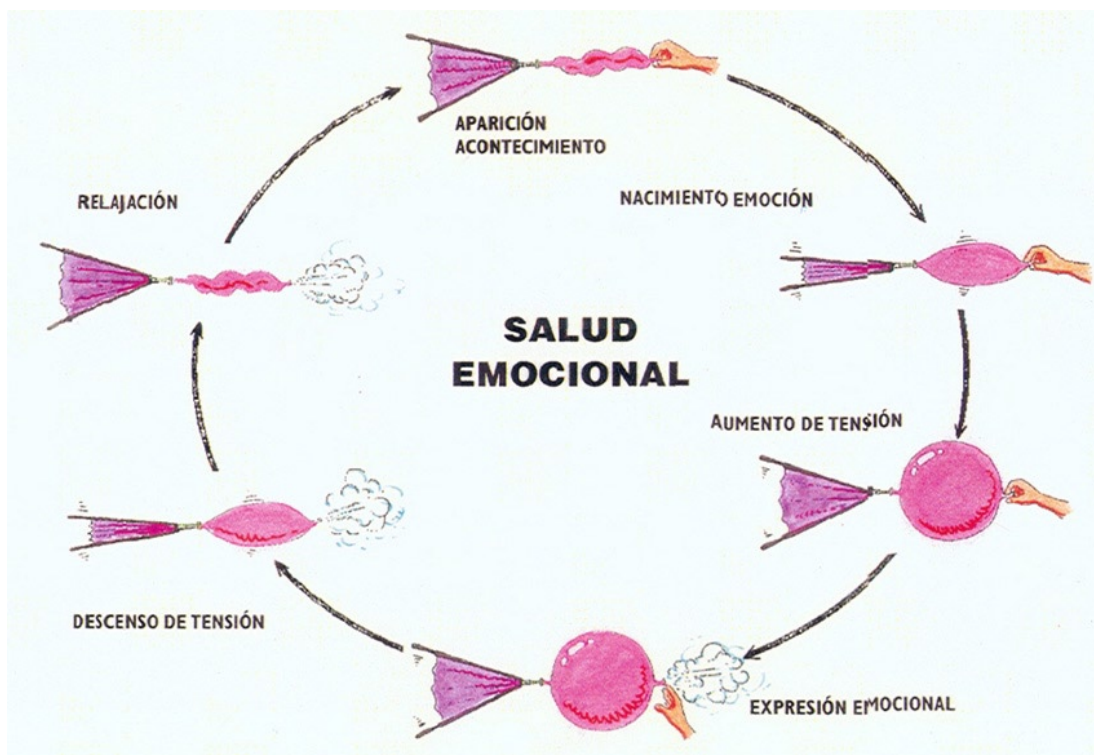 APARICIÓN
ACONTECIMIENTO
NACIMIENTO EMOCIÓN
RELAJACIÓN
SALUD
EMOCIONAL
AUMENTO DE TENSIÓN
DESCENSO DE TENSIÓN
EXPRESIÓN EMOCIONAL